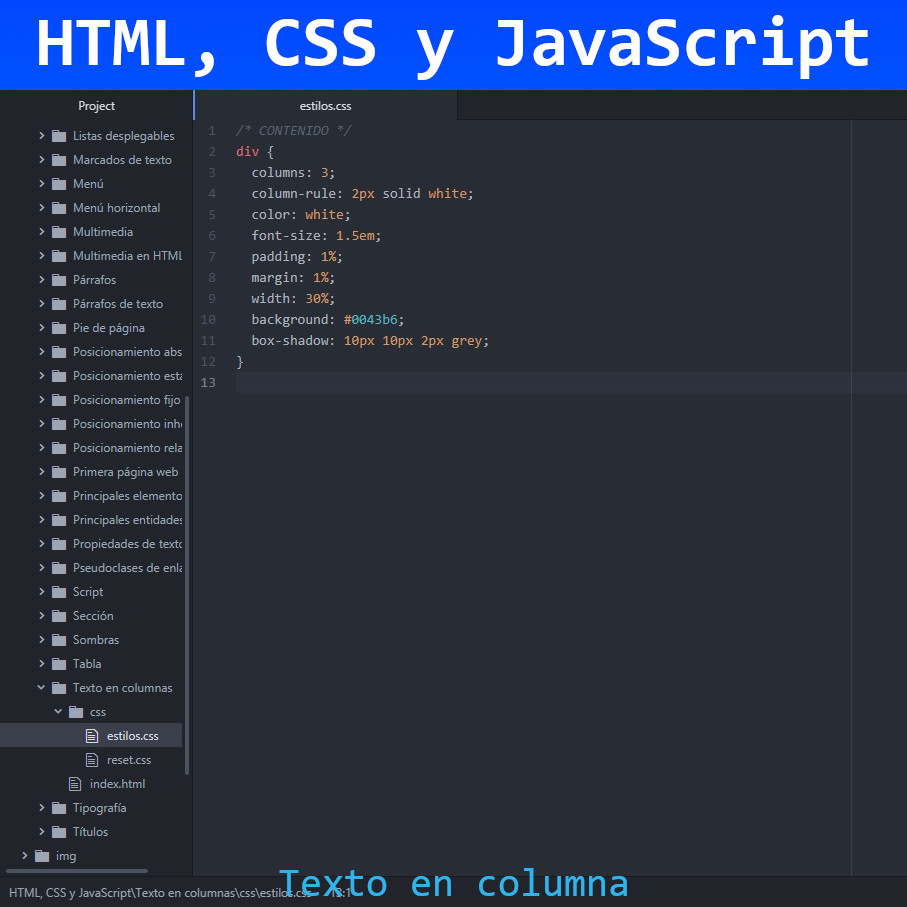 HTML, CSS y JavaScript
Project
estilos.css
Listas desplegables
Marcados de texto
Menú
Menú horizontal
Multimedia
Multimedia en HTML
Párrafos
Párrafos de texto
Pie de página
Posicionamiento abs
Posicionamiento está
Posicionamiento fijo
Posicionamiento inhe
Posicionamiento rela
Primera página web
Principales elemento
Principales entidades
Propiedades de texto
Pseudoclases de enla
Script
Sección
Sombras
Tabla
Texto en columnas
css
estilos.css
reset.css
index.html
Tipografía
Títulos
img
1 /* CONTENIDO */
2 div {
3 columns: 3;
4 column-rule: 2px solid white;
5 color: white;
6 font-size: 1.5em;
7 padding: 1%;
8 margin: 1%;
9 width: 30%;
10 background: #0043b6;
11 box-shadow: 10px 10px 2px grey;
12 }
13
HTML, CSS y JavaScript\Texto en columnas\css\estilos.css 13:1
Texto en columna